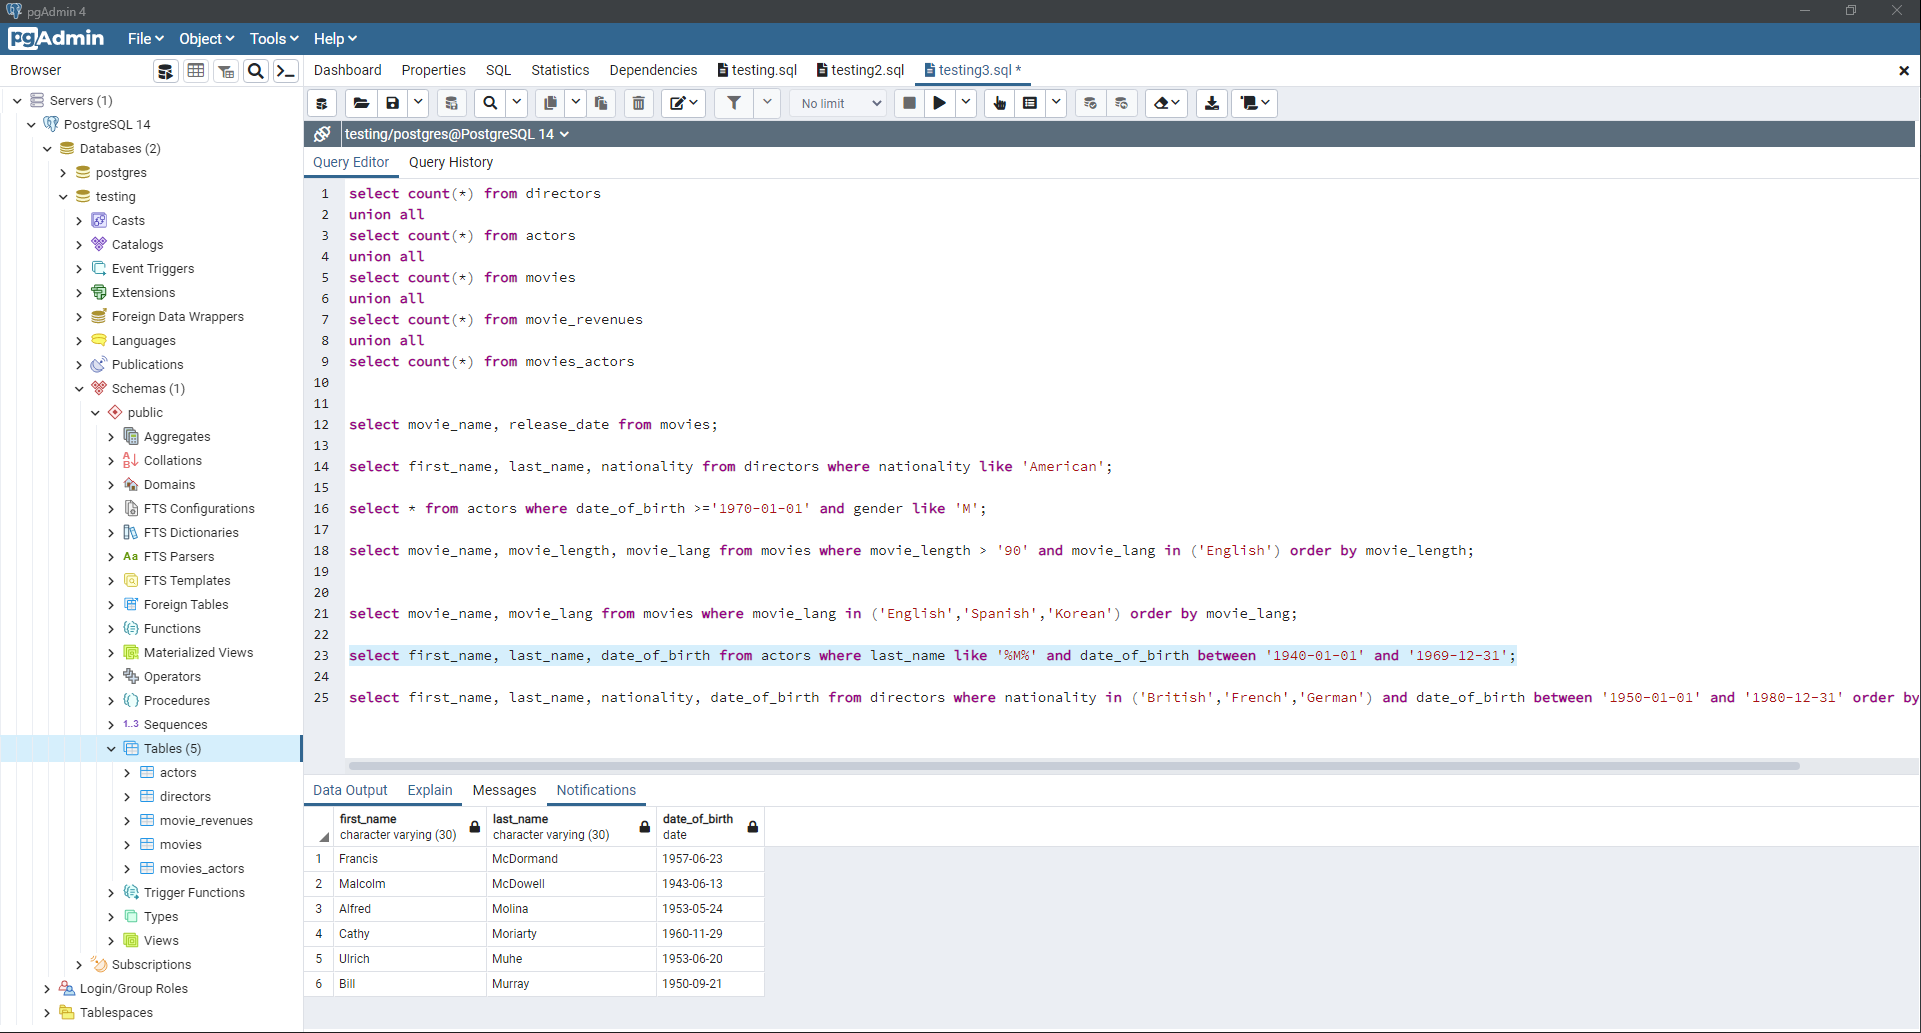 pgAdmin 4
pgAdmin File Object Tools Help
Browser
Dashboard Properties SQL Statistics Dependencies testing.sql testing2.sql testing3.sql *
No limit
testing/postgres@PostgreSQL 14
Query Editor Query History
Servers (1)
PostgreSQL 14
Databases (2)
postgres
testing
Casts
Catalogs
Event Triggers
Extensions
Foreign Data Wrappers
Languages
Publications
Schemas (1)
public
Aggregates
Collations
Domains
FTS Configurations
FTS Dictionaries
Aa FTS Parsers
FTS Templates
Foreign Tables
Functions
Materialized Views
Operators
Procedures
1..3 Sequences
Tables (5)
actors
directors
movie_revenues
movies
movies_actors
Trigger Functions
Types
Views
Subscriptions
Login/Group Roles
Tablespaces
1 select count(*) from directors
2 union all
3 select count(*) from actors
4 union all
5 select count(*) from movies
6 union all
7 select count(*) from movie_revenues
8 union all
9 select count(*) from movies_actors
10
11
12 select movie_name, release_date from movies;
13
14 select first_name, last_name, nationality from directors where nationality like 'American';
15
16 select * from actors where date_of_birth >='1970-01-01' and gender like 'M';
17
18 select movie_name, movie_length, movie_lang from movies where movie_length > '90' and movie_lang in ('English') order by movie_length;
19
20
21 select movie_name, movie_lang from movies where movie_lang in ('English','Spanish','Korean') order by movie_lang;
22
23 select first_name, last_name, date_of_birth from actors where last_name like '%M%' and date_of_birth between '1940-01-01' and '1969-12-31';
24
25 select first_name, last_name, nationality, date_of_birth from directors where nationality in ('British','French','German') and date_of_birth between '1950-01-01' and '1980-12-31' order by
Data Output Explain Messages Notifications
first_name last_name date_of_birth
character varying (30) character varying (30) date
1 Francis McDormand 1957-06-23
2 Malcolm McDowell 1943-06-13
3 Alfred Molina 1953-05-24
4 Cathy Moriarty 1960-11-29
5 Ulrich Muhe 1953-06-20
6 Bill Murray 1950-09-21